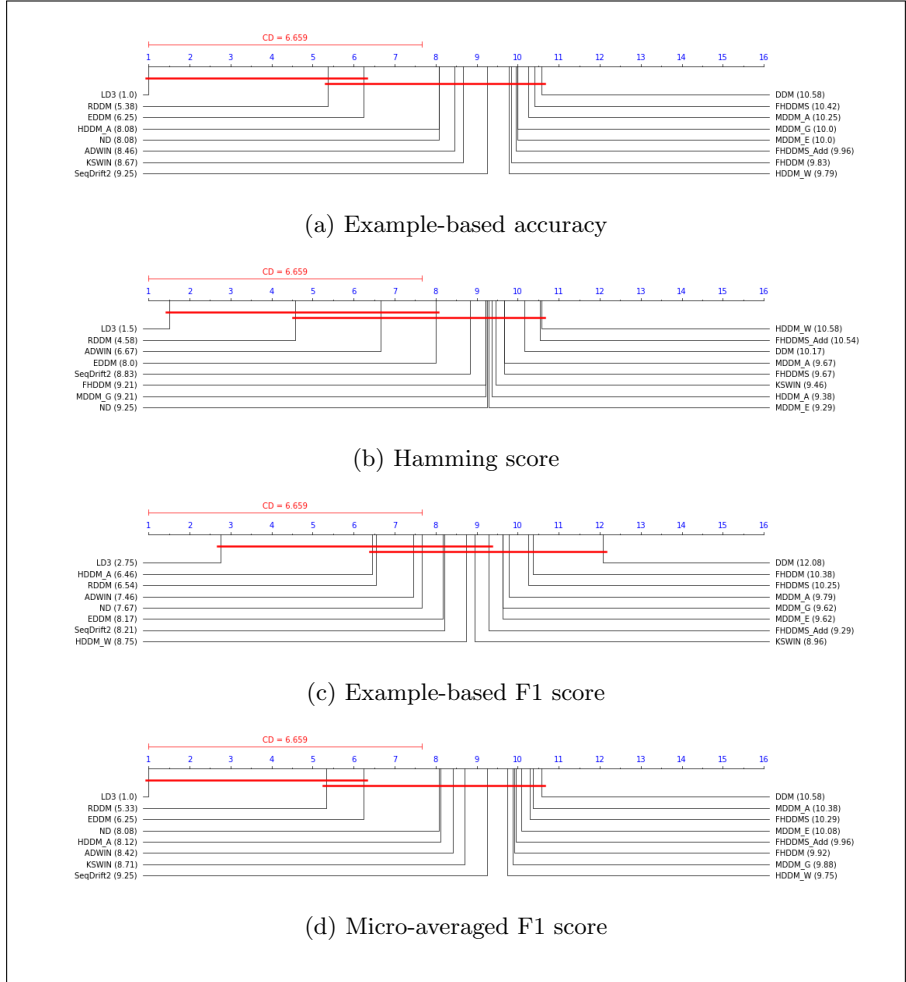 CD = 6.659
1 2 3 4 5 6 7 8 9 10 11 12 13 14 15 16
LD3 (1.0) DDM (10.58)
RDDM (5.38) FHDDMS (10.42)
EDDM (6.25) MDDM_A (10.25)
HDDM_A (8.08) MDDM_G (10.0)
ND (8.08) MDDM_E (10.0)
ADWIN (8.46) FHDDMS_Add (9.96)
KSWIN (8.67) FHDDM (9.83)
SeqDrift2 (9.25) HDDM_W (9.79)
(a) Example-based accuracy
CD = 6.659
1 2 3 4 5 6 7 8 9 10 11 12 13 14 15 16
LD3 (1.5) HDDM_W (10.58)
RDDM (4.58) FHDDMS_Add (10.54)
ADWIN (6.67) DDM (10.17)
EDDM (8.0) MDDM_A (9.67)
SeqDrift2 (8.83) FHDDMS (9.67)
FHDDM (9.21) KSWIN (9.46)
MDDM_G (9.21) HDDM_A (9.38)
ND (9.25) MDDM_E (9.29)
(b) Hamming score
CD = 6.659
1 2 3 4 5 6 7 8 9 10 11 12 13 14 15 16
LD3 (2.75) DDM (12.08)
HDDM_A (6.46) FHDDM (10.38)
RDDM (6.54) FHDDMS (10.25)
ADWIN (7.46) MDDM_A (9.79)
ND (7.67) MDDM_G (9.62)
EDDM (8.17) MDDM_E (9.62)
SeqDrift2 (8.21) FHDDMS_Add (9.29)
HDDM_W (8.75) KSWIN (8.96)
(c) Example-based F1 score
CD = 6.659
1 2 3 4 5 6 7 8 9 10 11 12 13 14 15 16
LD3 (1.0) DDM (10.58)
RDDM (5.33) MDDM_A (10.38)
EDDM (6.25) FHDDMS (10.29)
ND (8.08) MDDM_E (10.08)
HDDM_A (8.12) FHDDMS_Add (9.96)
ADWIN (8.42) FHDDM (9.92)
KSWIN (8.71) MDDM_G (9.88)
SeqDrift2 (9.25) HDDM_W (9.75)
(d) Micro-averaged F1 score